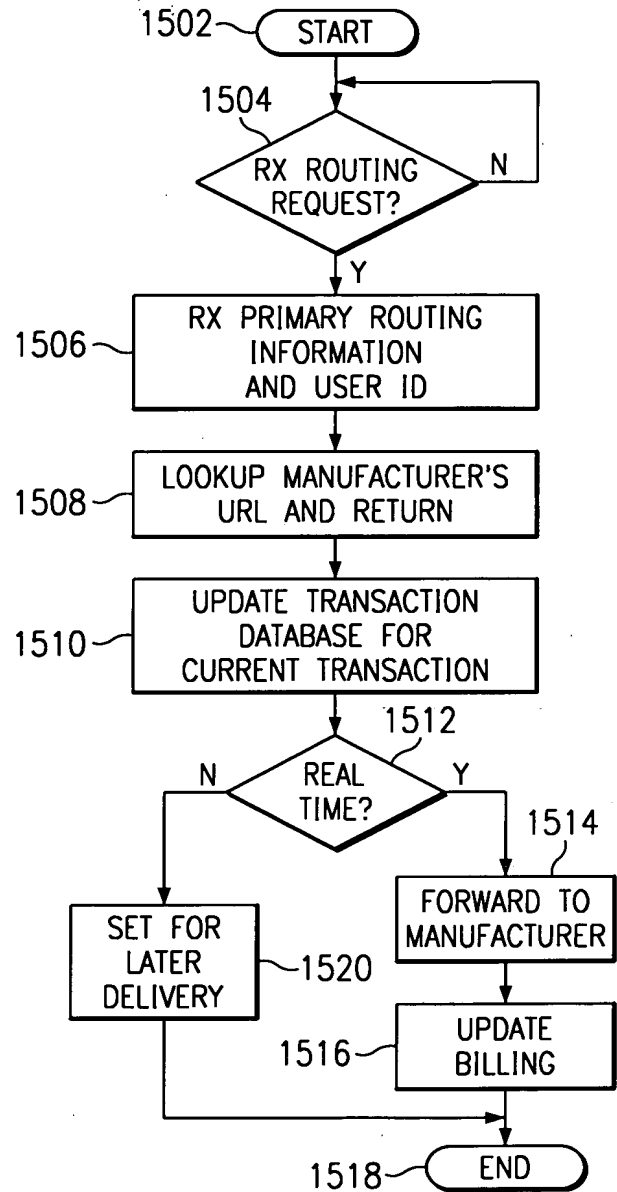 1502
START
1504
RX ROUTING
REQUEST?
N
Y
1506
RX PRIMARY ROUTING
INFORMATION
AND USER ID
1508
LOOKUP MANUFACTURER'S
URL AND RETURN
1510
UPDATE TRANSACTION
DATABASE FOR
CURRENT TRANSACTION
1512
N
REAL
TIME?
Y
1514
FORWARD TO
MANUFACTURER
SET FOR
LATER
DELIVERY
1520
1516
UPDATE
BILLING
1518
END